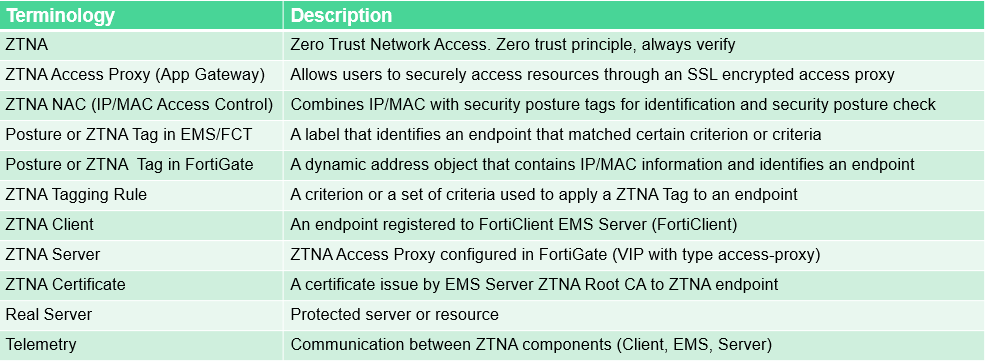 Terminology Description
ZTNA Zero Trust Network Access. Zero trust principle, always verify
ZTNA Access Proxy (App Gateway) Allows users to securely access resources through an SSL encrypted access proxy
ZTNA NAC (IP/MAC Access Control) Combines IP/MAC with security posture tags for identification and security posture check
Posture or ZTNA Tag in EMS/FCT A label that identifies an endpoint that matched certain criterion or criteria
Posture or ZTNA  Tag in FortiGate A dynamic address object that contains IP/MAC information and identifies an endpoint
ZTNA Tagging Rule A criterion or a set of criteria used to apply a ZTNA Tag to an endpoint
ZTNA Client An endpoint registered to FortiClient EMS Server (FortiClient)
ZTNA Server ZTNA Access Proxy configured in FortiGate (VIP with type access-proxy)
ZTNA Certificate A certificate issue by EMS Server ZTNA Root CA to ZTNA endpoint
Real Server Protected server or resource
Telemetry Communication between ZTNA components (Client, EMS, Server)